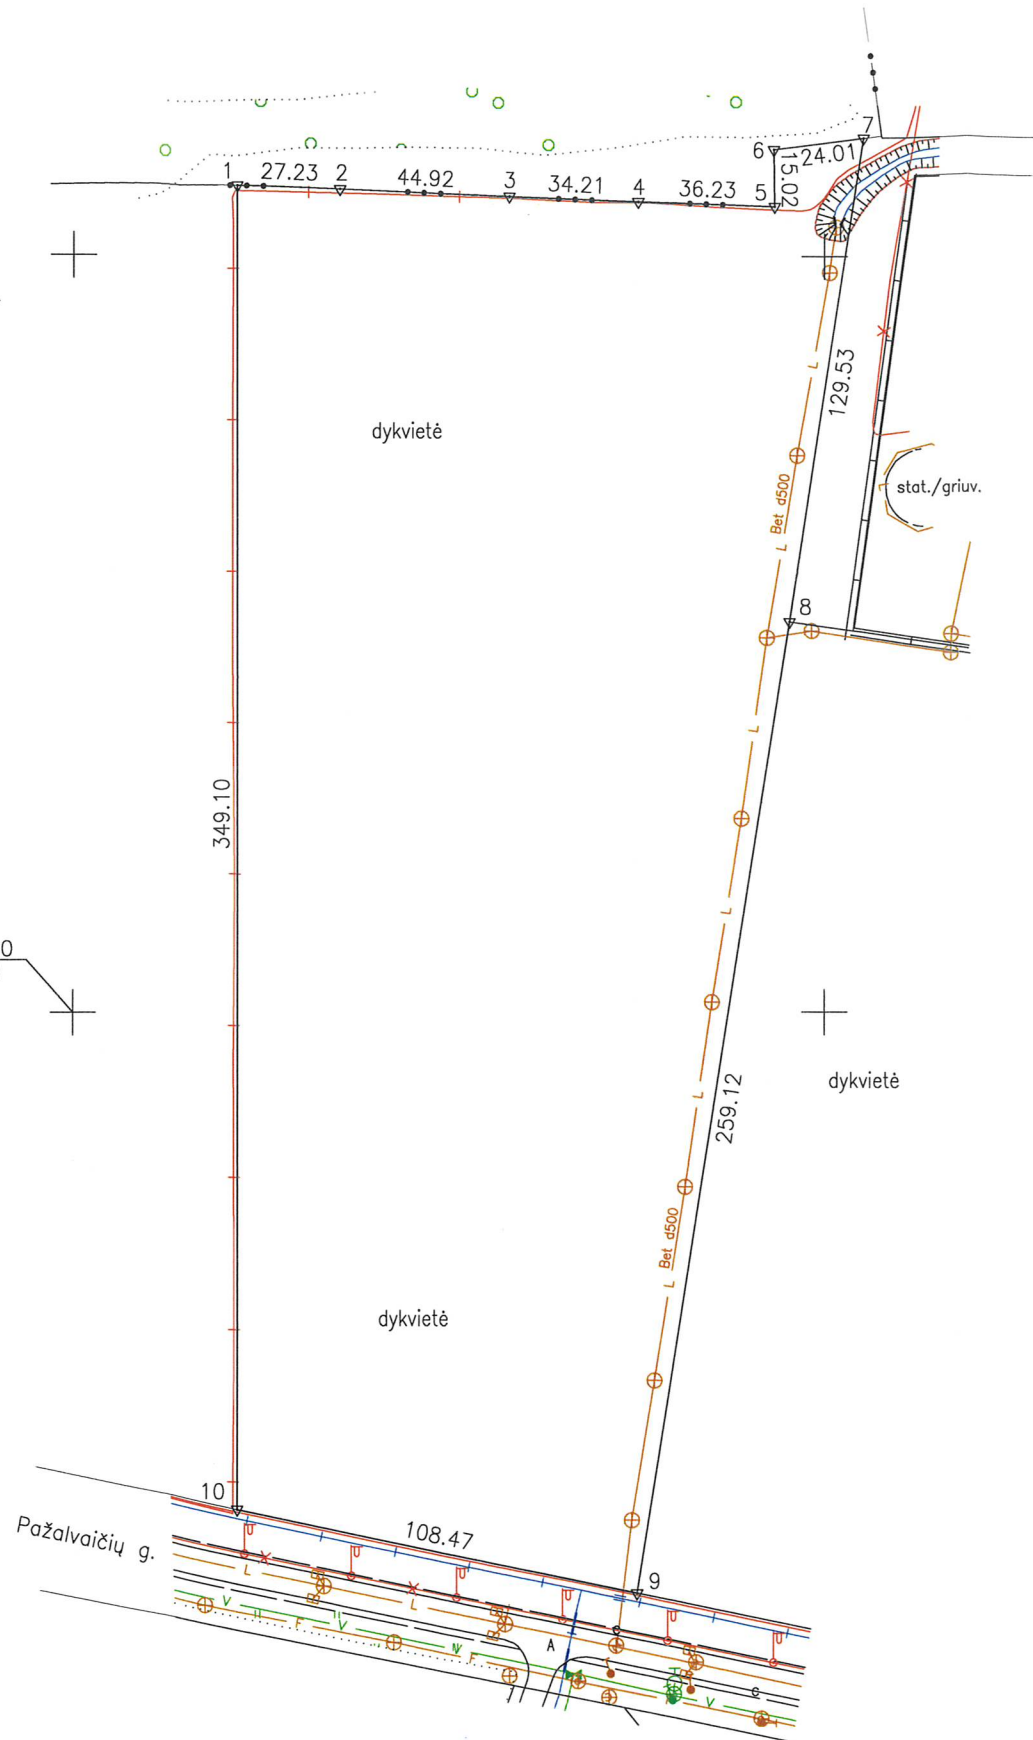 7
6
24.01
1
27.23
2
44.92
3
34.21
4
36.23
5
15.02
129.53
dykvietė
L
stat./griuv.
Bet d500
L
8
L
349.10
L
0
dykvietė
L
259.12
Bet d500
L
dykvietė
10
108.47
9
Pažalvaičių g.
L
L
V
F
V
F
A
C
V
C